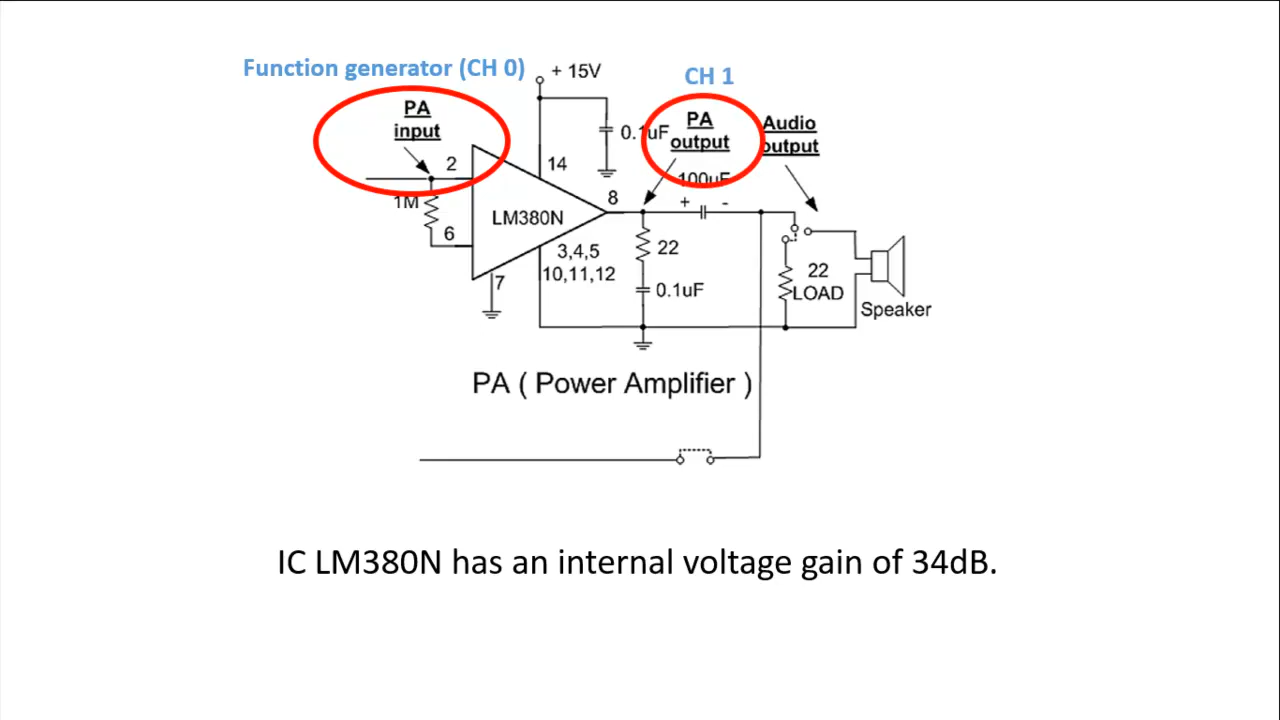 Function generator (CH 0)
+ 15V
CH 1
PA
input
0.1uF
PA
output
Audio
output
2
14
100uF
1M
8
+ -
LM380N
6
3,4,5
10,11,12
22
7
0.1uF
22
LOAD
Speaker
PA ( Power Amplifier )
IC LM380N has an internal voltage gain of 34dB.